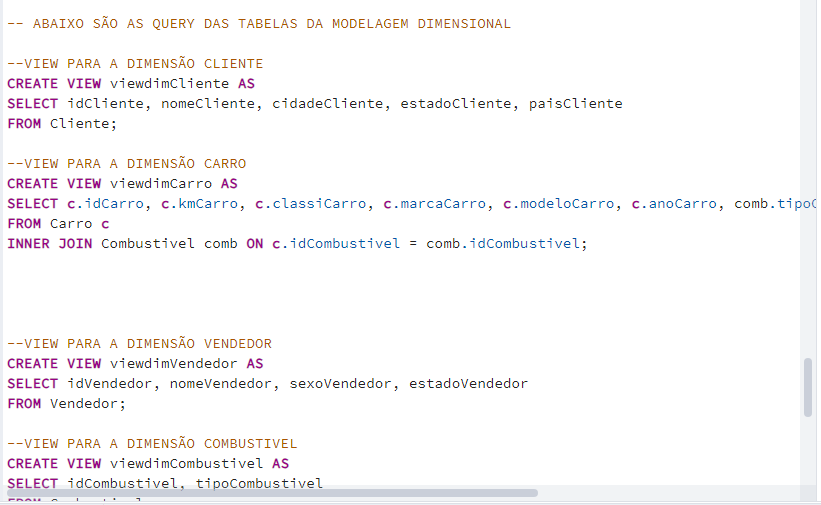 -- ABAIXO SÃO AS QUERY DAS TABELAS DA MODELAGEM DIMENSIONAL
--VIEW PARA A DIMENSÃO CLIENTE
CREATE VIEW viewdimCliente AS
SELECT idCliente, nomeCliente, cidadeCliente, estadoCliente, paisCliente
FROM Cliente;
--VIEW PARA A DIMENSÃO CARRO
CREATE VIEW viewdimCarro AS
SELECT c.idCarro, c.kmCarro, c.classiCarro, c.marcaCarro, c.modeloCarro, c.anoCarro,
FROM Carro c
INNER JOIN Combustivel comb ON c.idCombustivel = comb.idCombustivel;
--VIEW PARA A DIMENSÃO VENDEDOR
CREATE VIEW viewdimVendedor AS
SELECT idVendedor, nomeVendedor, sexoVendedor, estadoVendedor
FROM Vendedor;
--VIEW PARA A DIMENSÃO COMBUSTIVEL
CREATE VIEW viewdimCombustivel AS
SELECT idCombustivel, tipoCombustivel